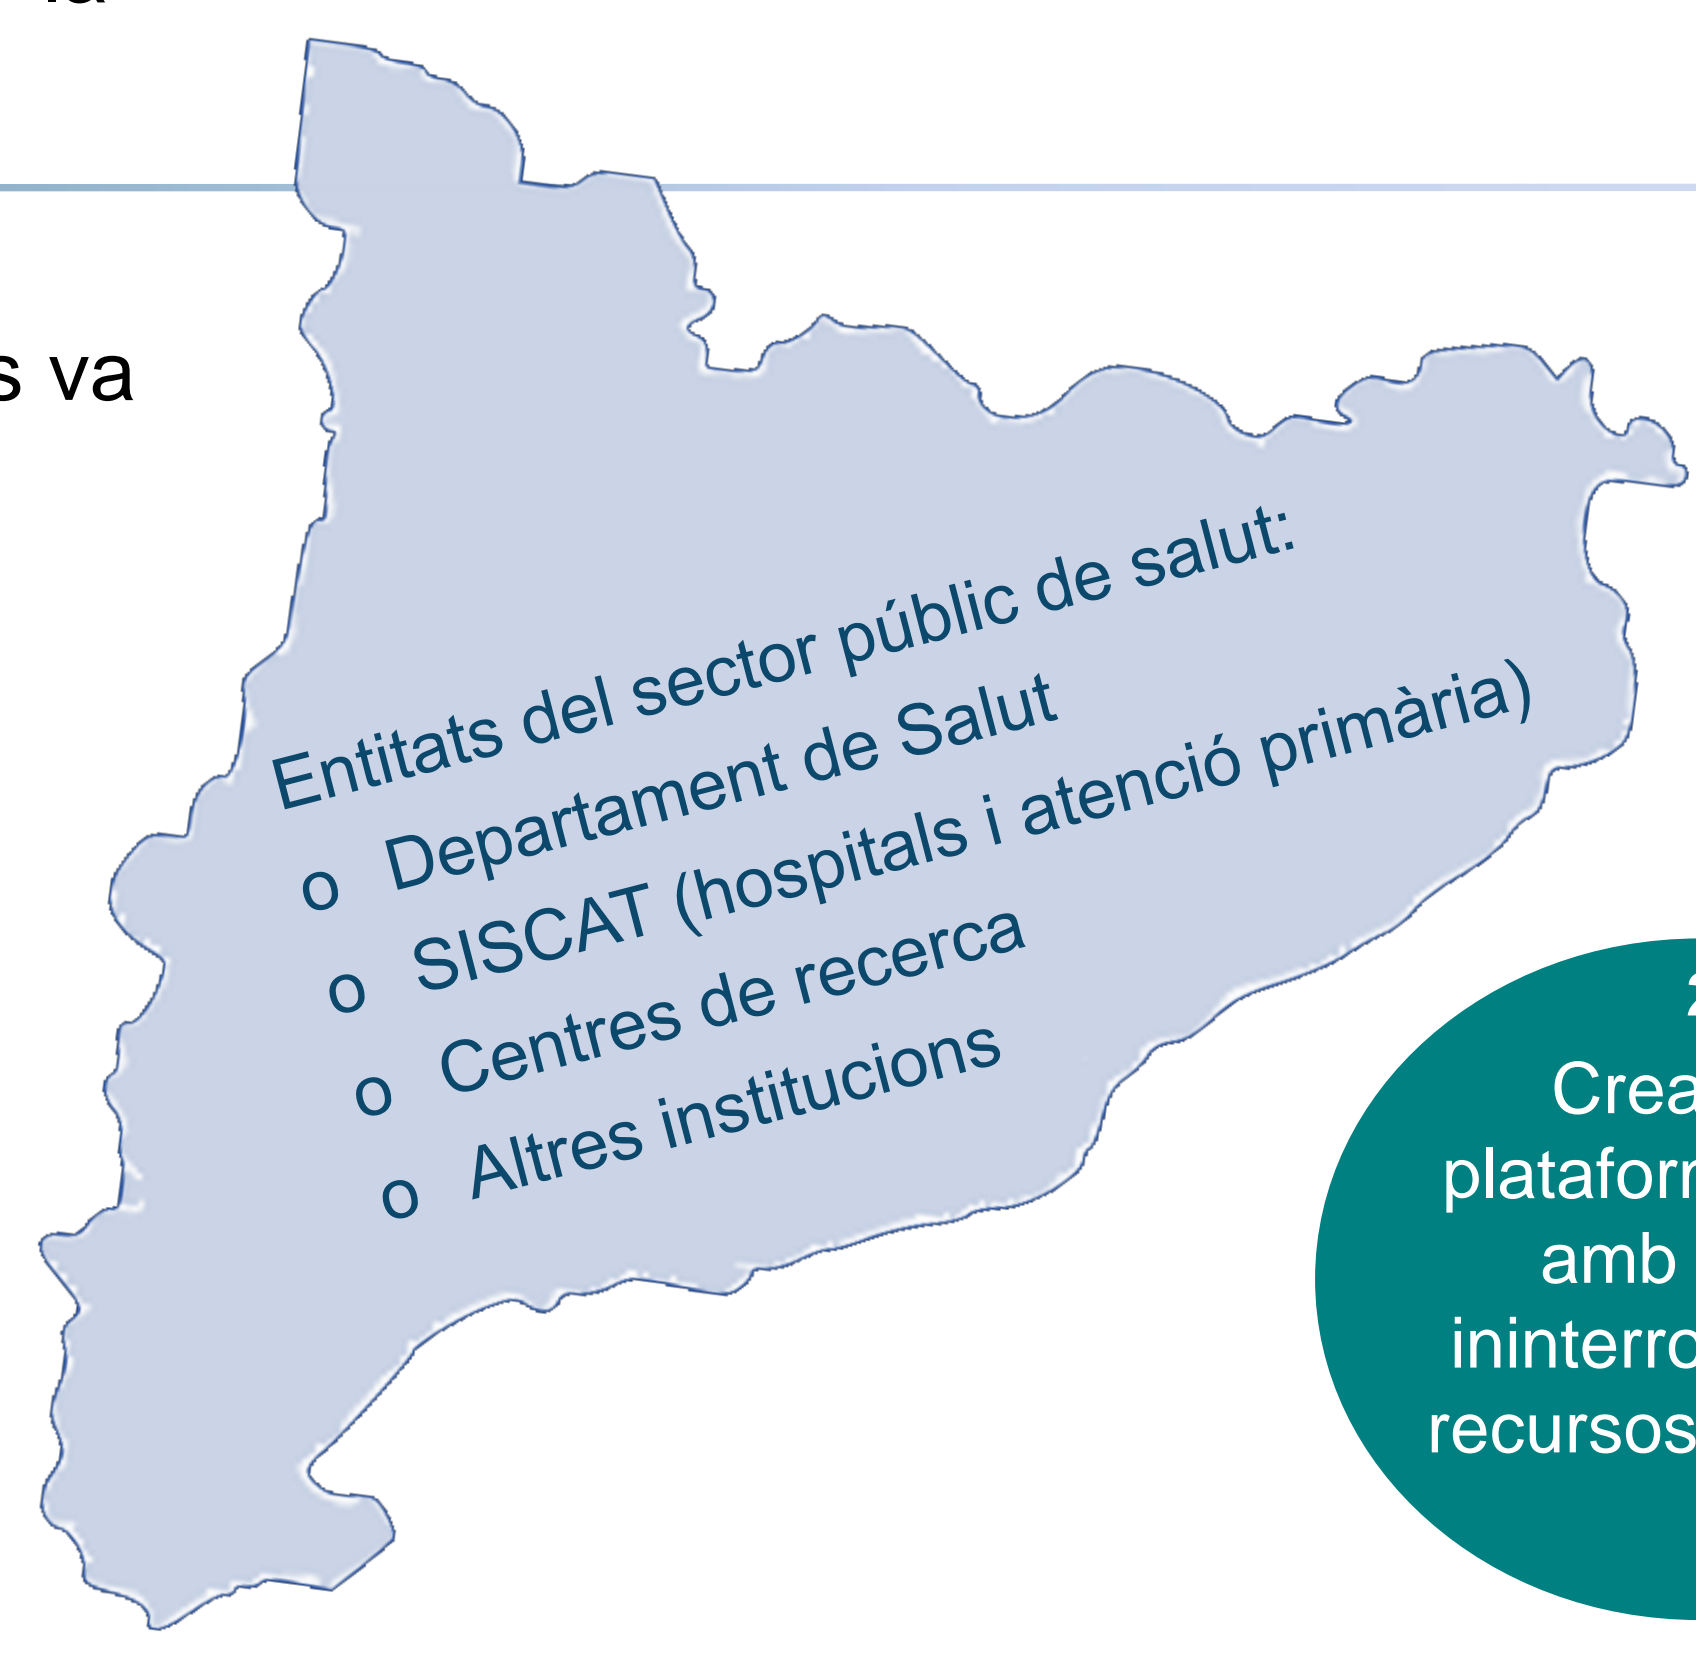 s va
Entitats del sector públic de salut:
o Departament de Salut
o SISCAT (hospitals i atenció primària)
o Centres de recerca
o Altres institucions
Crea
platafor
amb
ininterro
recursos